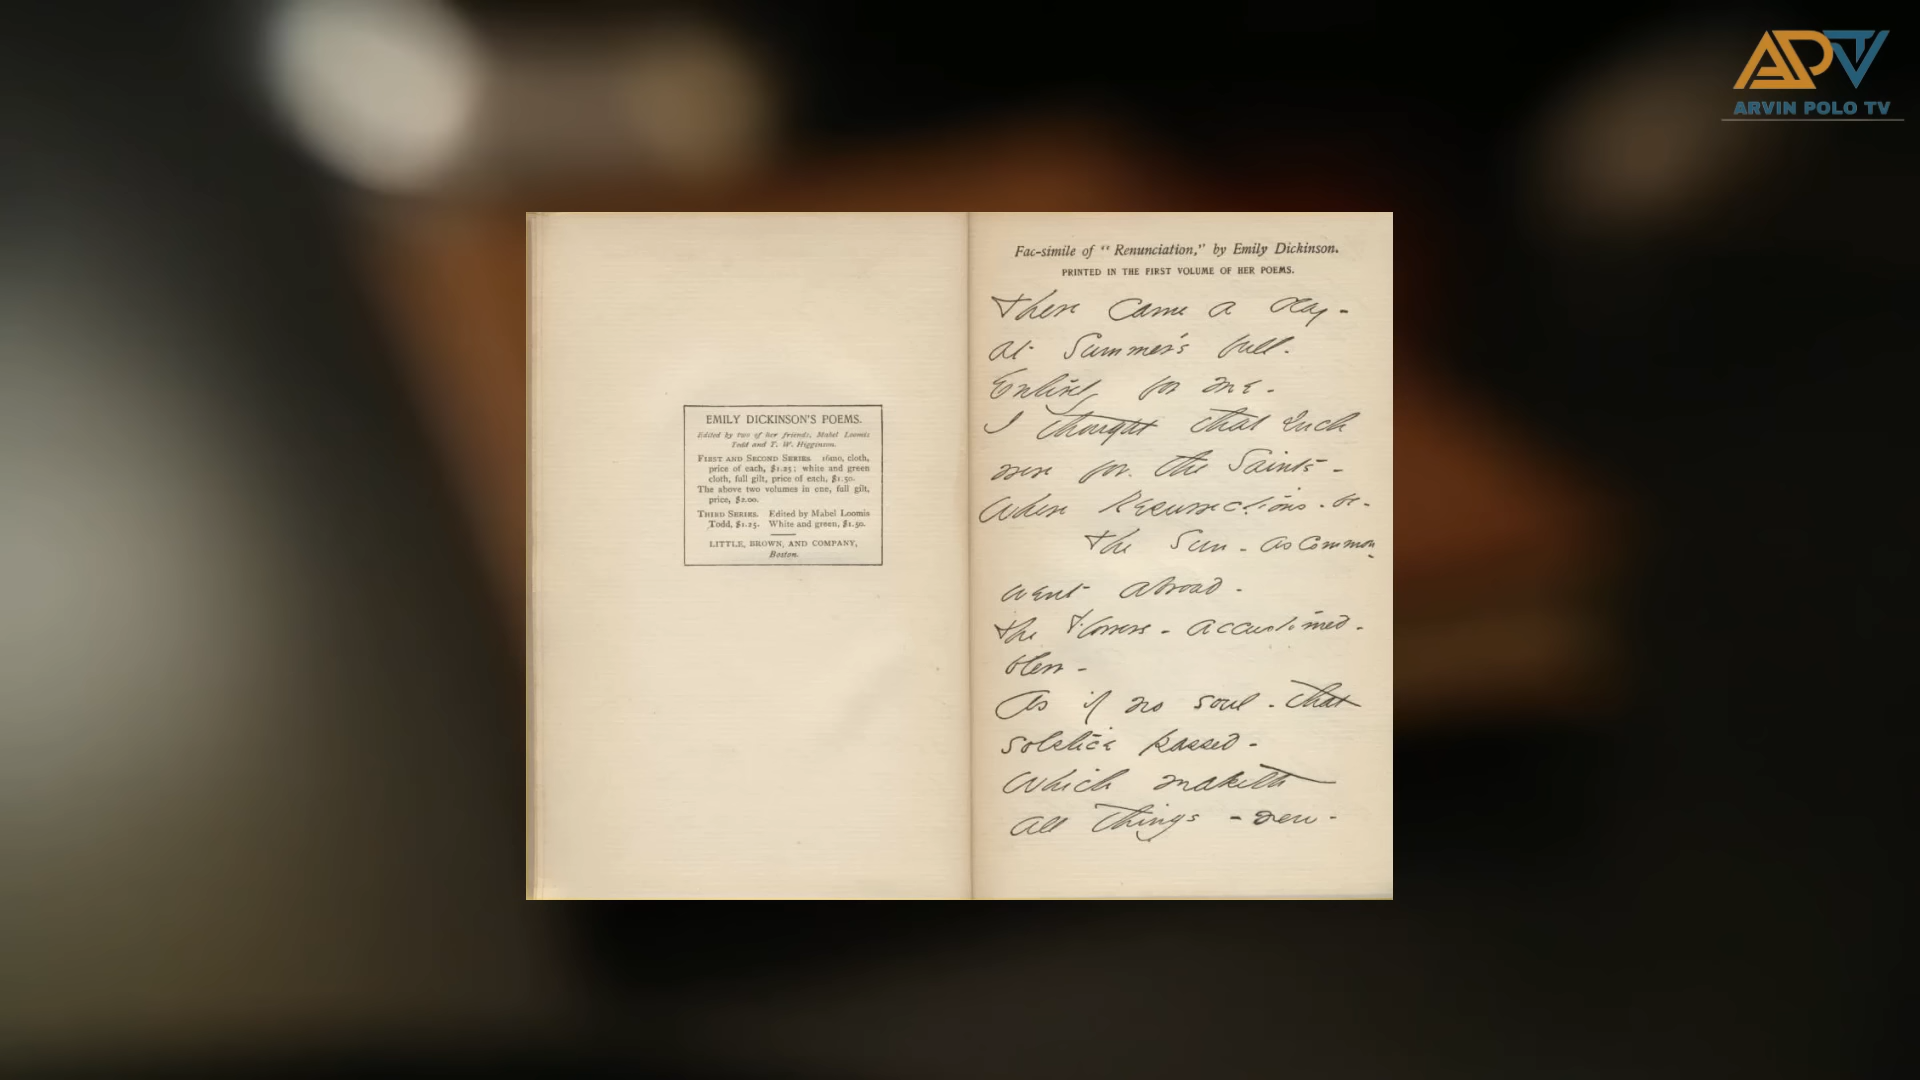 ARVIN POLO TV
EMILY DICKINSON'S POEMS.
Edited by two of her friends, Mabel Loomis
Todd and T. W. Higginson.
FIRST AND SECOND SERIES. 16mo, cloth,
price of each, $1.25; white and green
cloth, full gilt, price of each, $1.50.
The above two volumes in one, full gilt,
price, $2.00.
THIRD SERIES. Edited by Mabel Loomis
Todd, $1.25. White and green, $1.50.
LITTLE, BROWN, AND COMPANY,
Boston.
Fac-simile of "Renunciation," by Emily Dickinson.
PRINTED IN THE FIRST VOLUME OF HER POEMS.
There Came a Day -
at Summer's full.
Entirely for me -
I thought that Such
were for the Saints -
Where Resurrections - be -
The Sun - as Common -
went abroad -
The Flowers - accustomed -
blew -
As if no soul - that
solstice passed -
Which maketh
all Things - new -